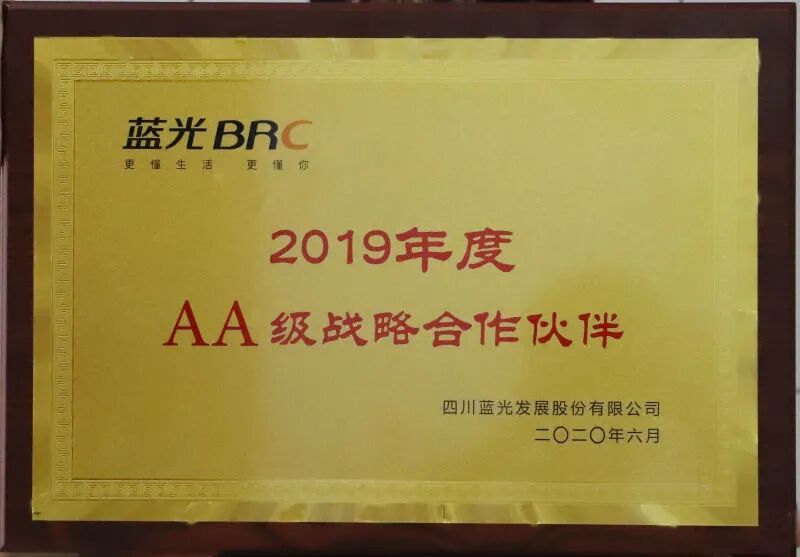 蓝光BRC
更懂生活 更懂你
2019年度
AA级战略合作伙伴
四川蓝光发展股份有限公司
二〇二〇年六月